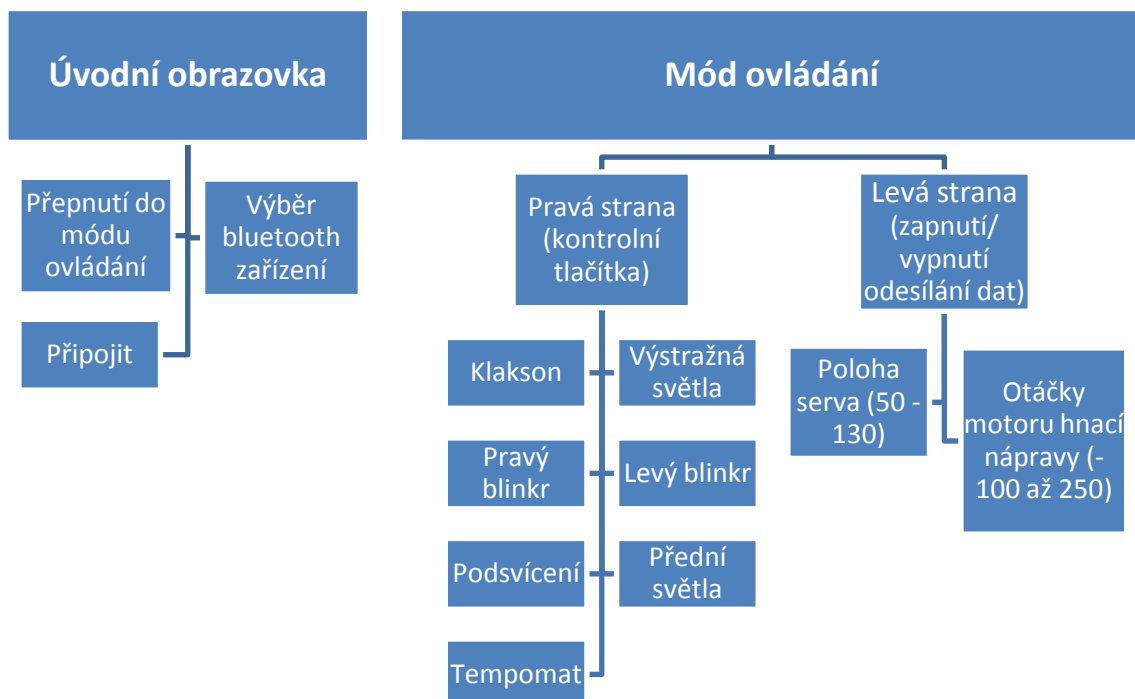 Úvodní obrazovka
Přepnutí do
módu
ovládání
Výběr
bluetooth
zařízení
Připojit
Mód ovládání
Pravá strana
(kontrolní
tlačítka)
Klakson
Výstražná
světla
Pravý
blinkr
Levý blinkr
Podsvícení
Přední
světla
Tempomat
Levá strana
(zapnutí/
vypnutí
odesílání dat)
Poloha
serva (50 -
130)
Otáčky
motoru hnací
nápravy (-
100 až 250)